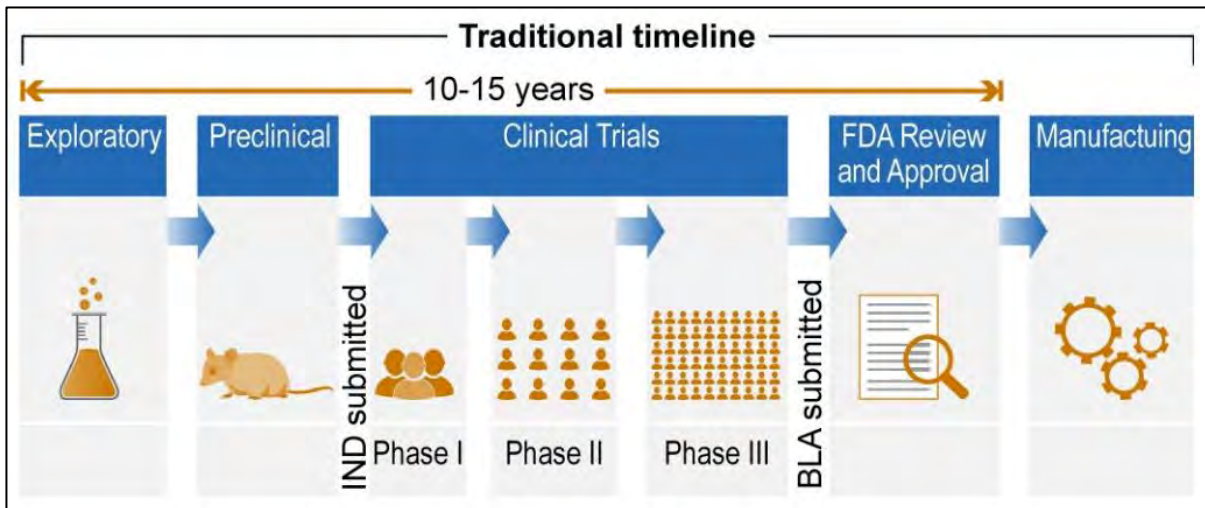 Traditional timeline
10-15 years
Exploratory
Preclinical
Clinical Trials
FDA Review
and Approval
Manufactuing
IND submitted
BLA submitted
Phase I
Phase II
Phase III